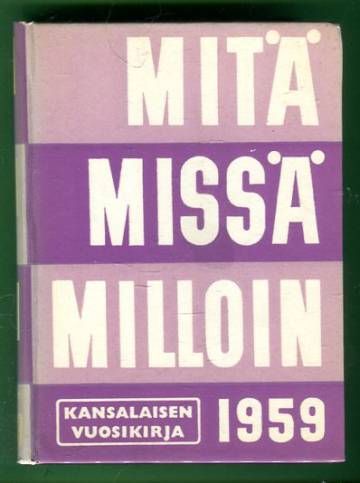 MITÄ
MISSÄ
MILLOIN
KANSALAISEN
VUOSIKIRJA
1959